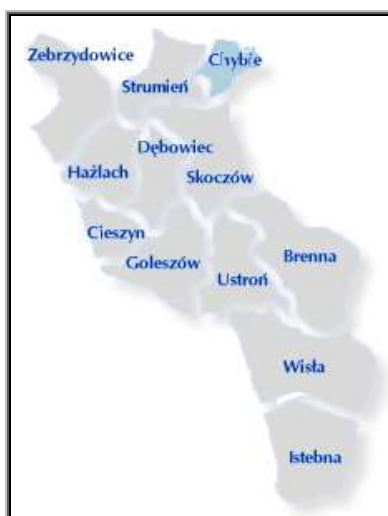 Zebrzydowice
Chybie
Strumień
Dębowiec
Hażlach
Skoczów
Cieszyn
Goleszów
Brenna
Ustroń
Wisła
Istebna